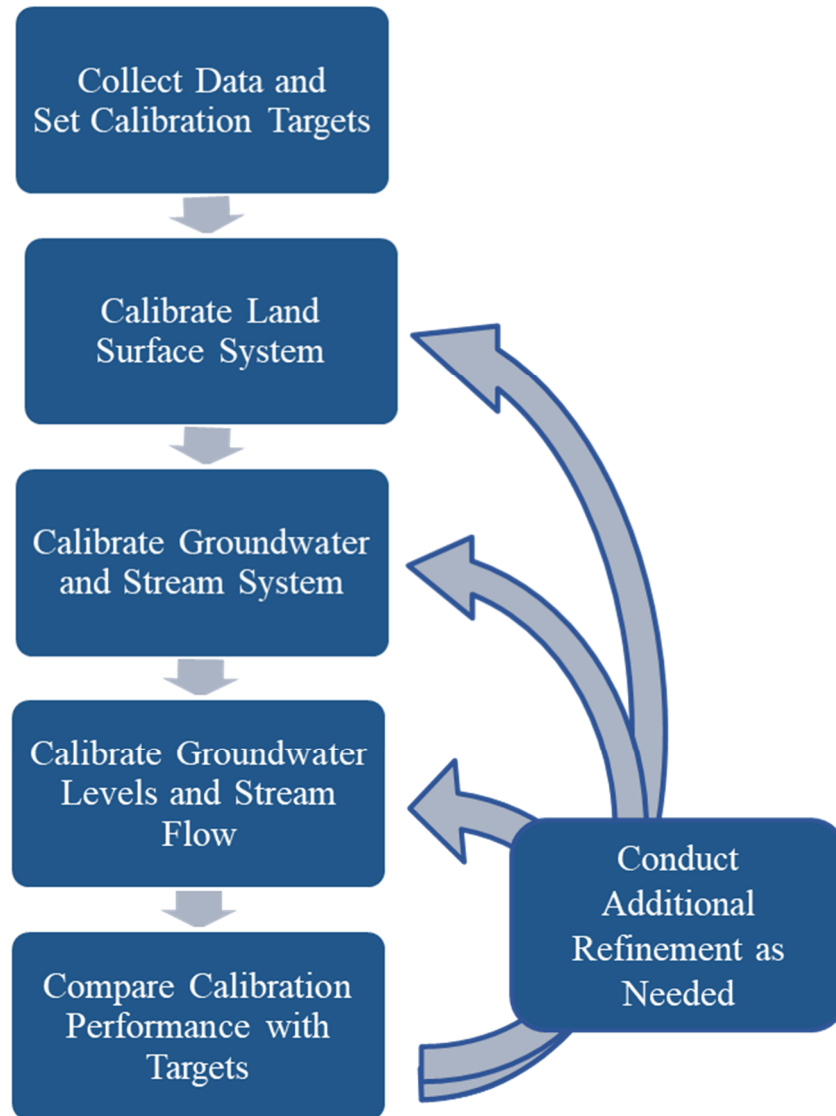 Collect Data and
Set Calibration Targets
Calibrate Land
Surface System
Calibrate Groundwater
and Stream System
Calibrate Groundwater
Levels and Stream
Flow
Compare Calibration
Performance with
Targets
Conduct
Additional
Refinement as
Needed